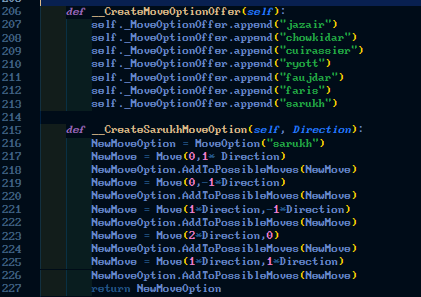 206 def __CreateMoveOptionOffer(self):
207 self._MoveOptionOffer.append("jazair")
208 self._MoveOptionOffer.append("chowkidar")
209 self._MoveOptionOffer.append("cuirassier")
210 self._MoveOptionOffer.append("ryott")
211 self._MoveOptionOffer.append("faujdar")
212 self._MoveOptionOffer.append("faris")
213 self._MoveOptionOffer.append("sarukh")
214
215 def __CreateSarukhMoveOption(self, Direction):
216 NewMoveOption = MoveOption("sarukh")
217 NewMove = Move(0,1* Direction)
218 NewMoveOption.AddToPossibleMoves(NewMove)
219 NewMove = Move(0,-1*Direction)
220 NewMoveOption.AddToPossibleMoves(NewMove)
221 NewMove = Move(1*Direction,-1*Direction)
222 NewMoveOption.AddToPossibleMoves(NewMove)
223 NewMove = Move(2*Direction,0)
224 NewMoveOption.AddToPossibleMoves(NewMove)
225 NewMove = Move(1*Direction,1*Direction)
226 NewMoveOption.AddToPossibleMoves(NewMove)
227 return NewMoveOption